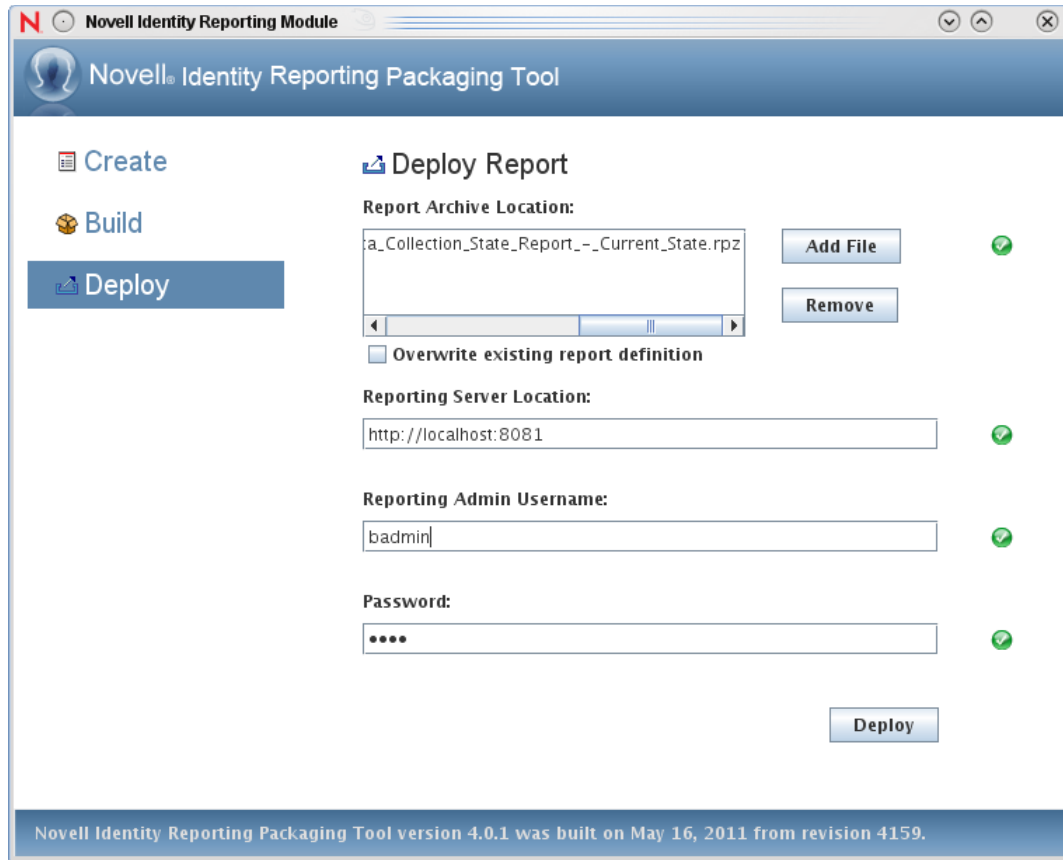 N Novell Identity Reporting Module
Novell® Identity Reporting Packaging Tool
Create
Build
Deploy
Deploy Report
Report Archive Location:
ta_Collection_State_Report_-_Current_State.rpz
Add File
Remove
Overwrite existing report definition
Reporting Server Location:
http://localhost:8081
Reporting Admin Username:
badmin
Password:
••••
Deploy
Novell Identity Reporting Packaging Tool version 4.0.1 was built on May 16, 2011 from revision 4159.